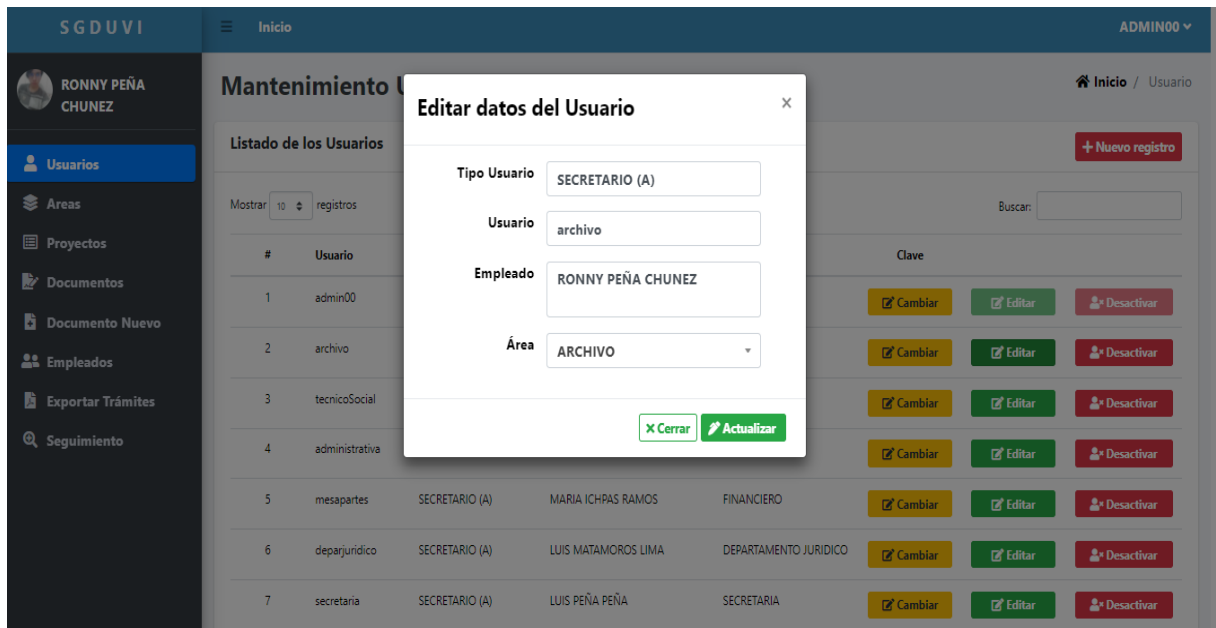 SGDUVI
Inicio
ADMIN00
RONNY PEÑA
CHUNEZ
Usuarios
Areas
Proyectos
Documentos
Documento Nuevo
Empleados
Exportar Trámites
Seguimiento
Mantenimiento
Inicio / Usuario
Listado de los Usuarios
+ Nuevo registro
Mostrar 10 registros
Buscar:
# Usuario Clave
1 admin00 Cambiar Editar Desactivar
2 archivo Cambiar Editar Desactivar
3 tecnicoSocial Cambiar Editar Desactivar
4 administrativa Cambiar Editar Desactivar
5 mesapartes SECRETARIO (A) MARIA ICHPAS RAMOS FINANCIERO Cambiar Editar Desactivar
6 deparjuridico SECRETARIO (A) LUIS MATAMOROS LIMA DEPARTAMENTO JURIDICO Cambiar Editar Desactivar
7 secretaria SECRETARIO (A) LUIS PEÑA PEÑA SECRETARIA Cambiar Editar Desactivar
Editar datos del Usuario ×
Tipo Usuario SECRETARIO (A)
Usuario archivo
Empleado RONNY PEÑA CHUNEZ
Área ARCHIVO
× Cerrar Actualizar